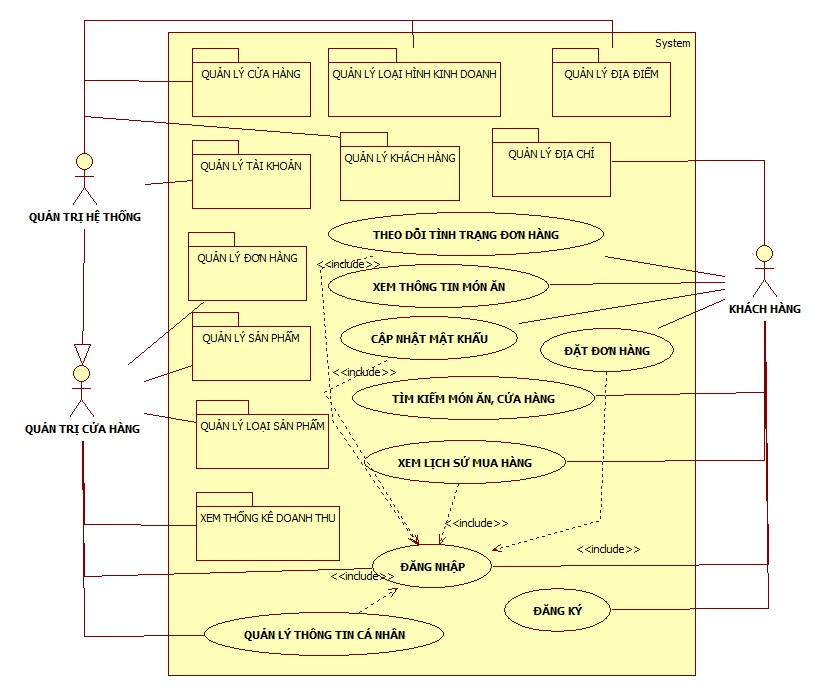 System
QUẢN LÝ CỬA HÀNG
QUẢN LÝ LOẠI HÌNH KINH DOANH
QUẢN LÝ ĐỊA ĐIỂM
QUẢN LÝ TÀI KHOẢN
QUẢN LÝ KHÁCH HÀNG
QUẢN LÝ ĐỊA CHỈ
QUẢN TRỊ HỆ THỐNG
THEO DÕI TÌNH TRẠNG ĐƠN HÀNG
QUẢN LÝ ĐƠN HÀNG
<<include>>
XEM THÔNG TIN MÓN ĂN
KHÁCH HÀNG
QUẢN LÝ SẢN PHẨM
CẬP NHẬT MẬT KHẨU
ĐẶT ĐƠN HÀNG
<<include>>
TÌM KIẾM MÓN ĂN, CỬA HÀNG
QUẢN TRỊ CỬA HÀNG
QUẢN LÝ LOẠI SẢN PHẨM
XEM LỊCH SỬ MUA HÀNG
XEM THỐNG KÊ DOANH THU
<<include>>
<<include>>
ĐĂNG NHẬP
<<include>>
ĐĂNG KÝ
QUẢN LÝ THÔNG TIN CÁ NHÂN